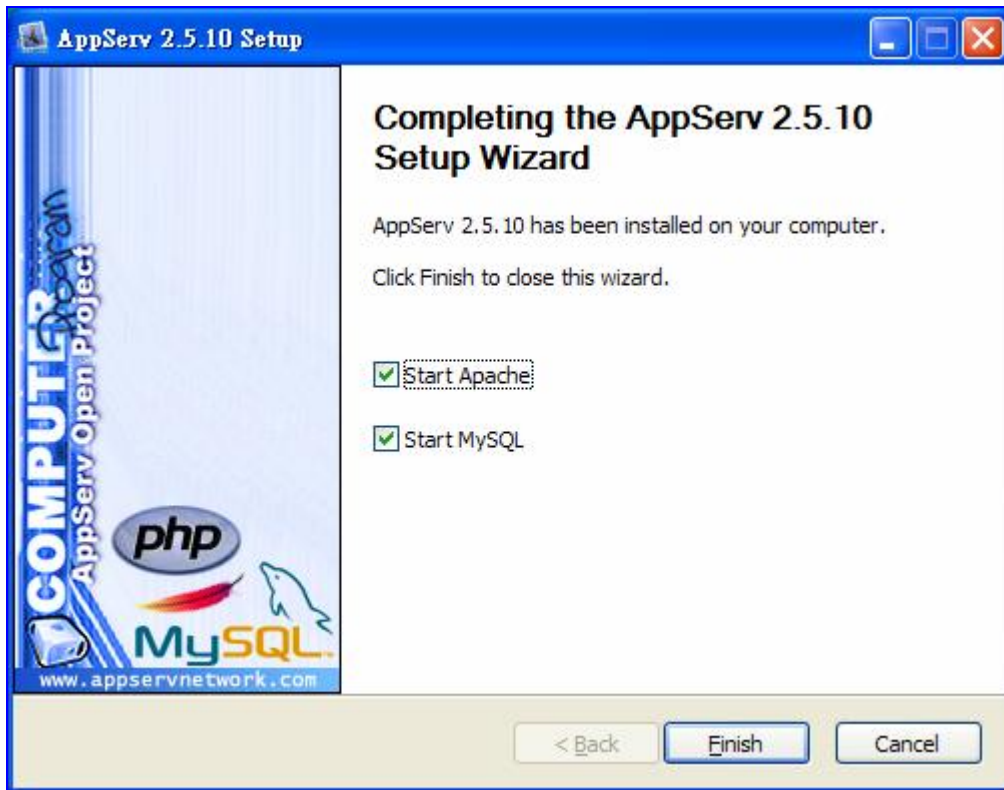 AppServ 2.5.10 Setup
Completing the AppServ 2.5.10
Setup Wizard
AppServ 2.5.10 has been installed on your computer.
Click Finish to close this wizard.
Start Apache
Start MySQL
COMPUTER
Program
AppServ Open Project
php
MySQL
www.appservnetwork.com
< Back
Finish
Cancel